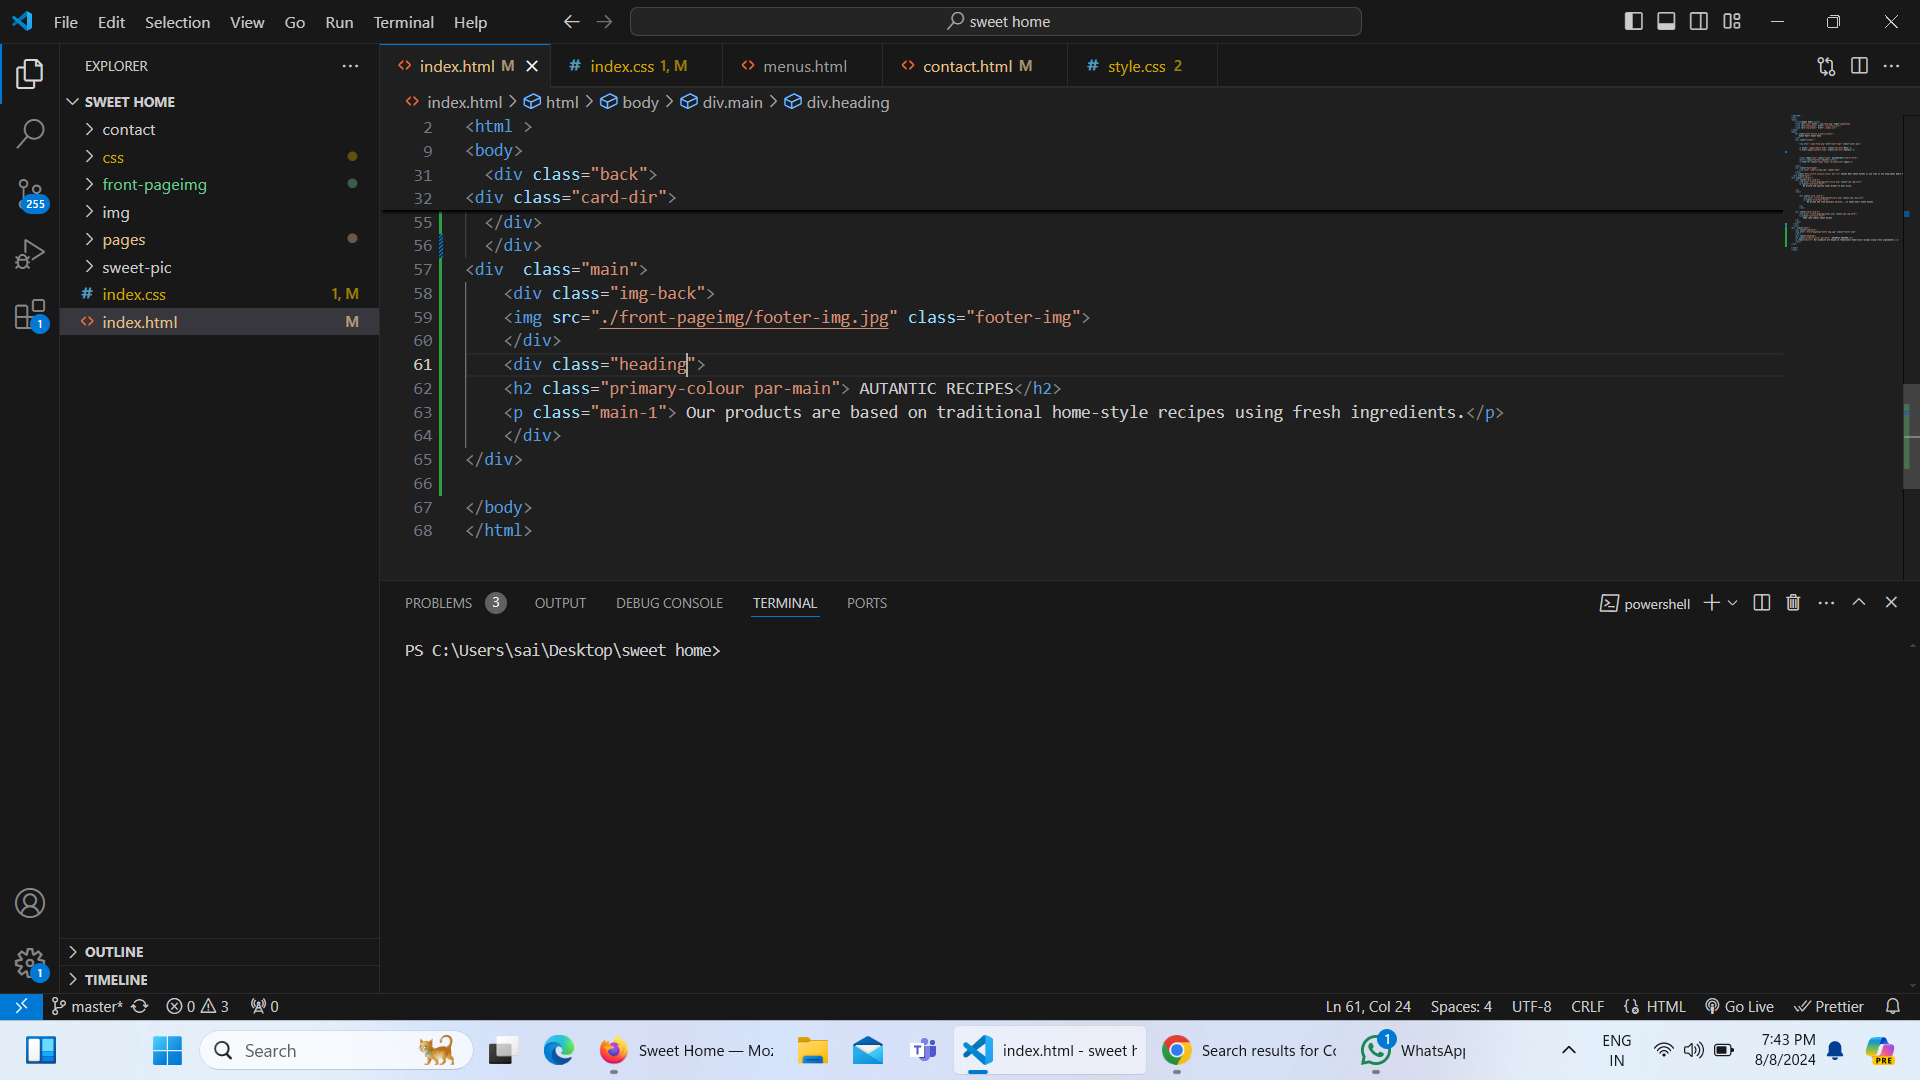 File Edit Selection View Go Run Terminal Help
sweet home
EXPLORER
SWEET HOME
contact
css
front-pageimg
img
pages
sweet-pic
# index.css 1, M
<> index.html M
255
1
<> index.html M
# index.css 1, M
<> menus.html
<> contact.html M
# style.css 2
<> index.html > html > body > div.main > div.heading
2 <html >
9 <body>
31 <div class="back">
32 <div class="card-dir">
55 </div>
56 </div>
57 <div  class="main">
58 <div class="img-back">
59 <img src="./front-pageimg/footer-img.jpg" class="footer-img">
60 </div>
61 <div class="heading">
62 <h2 class="primary-colour par-main"> AUTANTIC RECIPES</h2>
63 <p class="main-1"> Our products are based on traditional home-style recipes using fresh ingredients.</p>
64 </div>
65 </div>
66
67 </body>
68 </html>
PROBLEMS 3 OUTPUT DEBUG CONSOLE TERMINAL PORTS
powershell
PS C:\Users\sai\Desktop\sweet home>
OUTLINE
1
TIMELINE
master* 0 3 0
Ln 61, Col 24 Spaces: 4 UTF-8 CRLF HTML Go Live Prettier
Search
Sweet Home — Moz
index.html - sweet h
Search results for Co
1
WhatsApp
ENG
IN
7:43 PM
8/8/2024
PRE